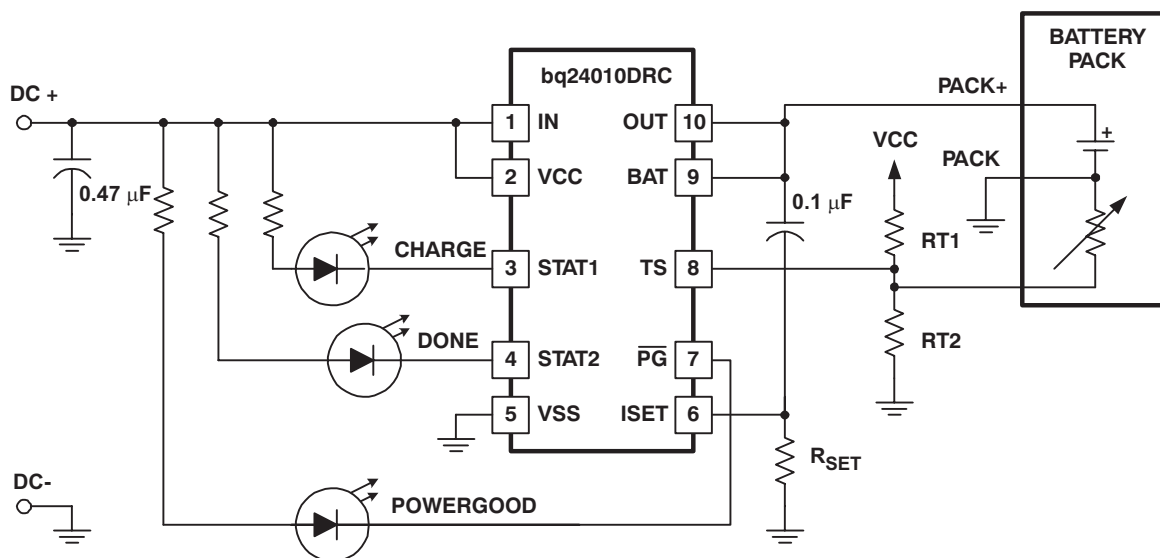 BATTERY
PACK
bq24010DRC
DC +
PACK+
1 IN OUT 10
VCC
PACK
2 VCC BAT 9
0.47 μF
0.1 μF
RT1
CHARGE
3 STAT1 TS 8
DONE
RT2
4 STAT2 PG 7
5 VSS ISET 6
RSET
DC-
POWERGOOD
+